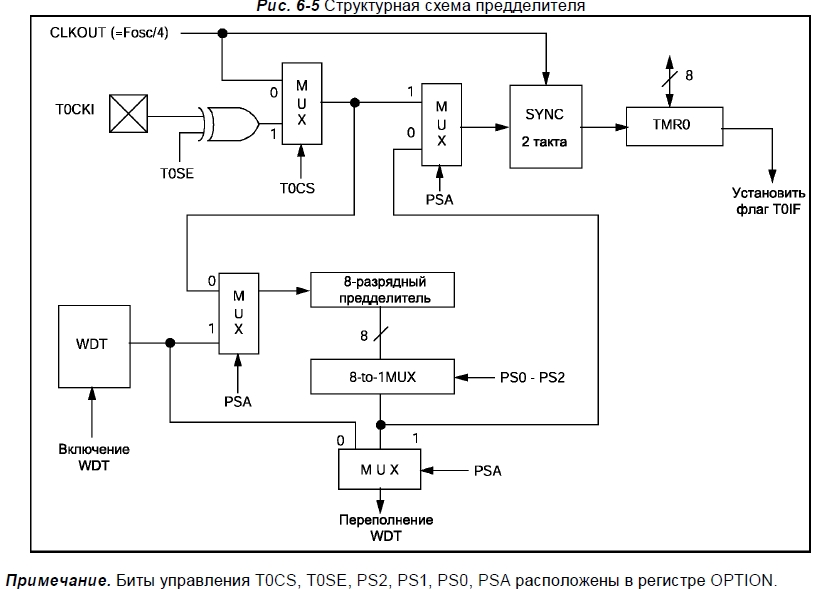 Рис. 6-5 Структурная схема предделителя
CLKOUT (=Fosc/4)
8
0
M
U
X
1
M
U
X
T0CKI
SYNC
2 такта
TMR0
1
0
T0SE
T0CS
PSA
Установить
флаг T0IF
0
M
U
X
8-разрядный
предделитель
1
WDT
8
8-to-1MUX
PS0 - PS2
PSA
Включение
WDT
0
1
M U X
PSA
Переполнение
WDT
Примечание. Биты управления T0CS, T0SE, PS2, PS1, PS0, PSA расположены в регистре OPTION.